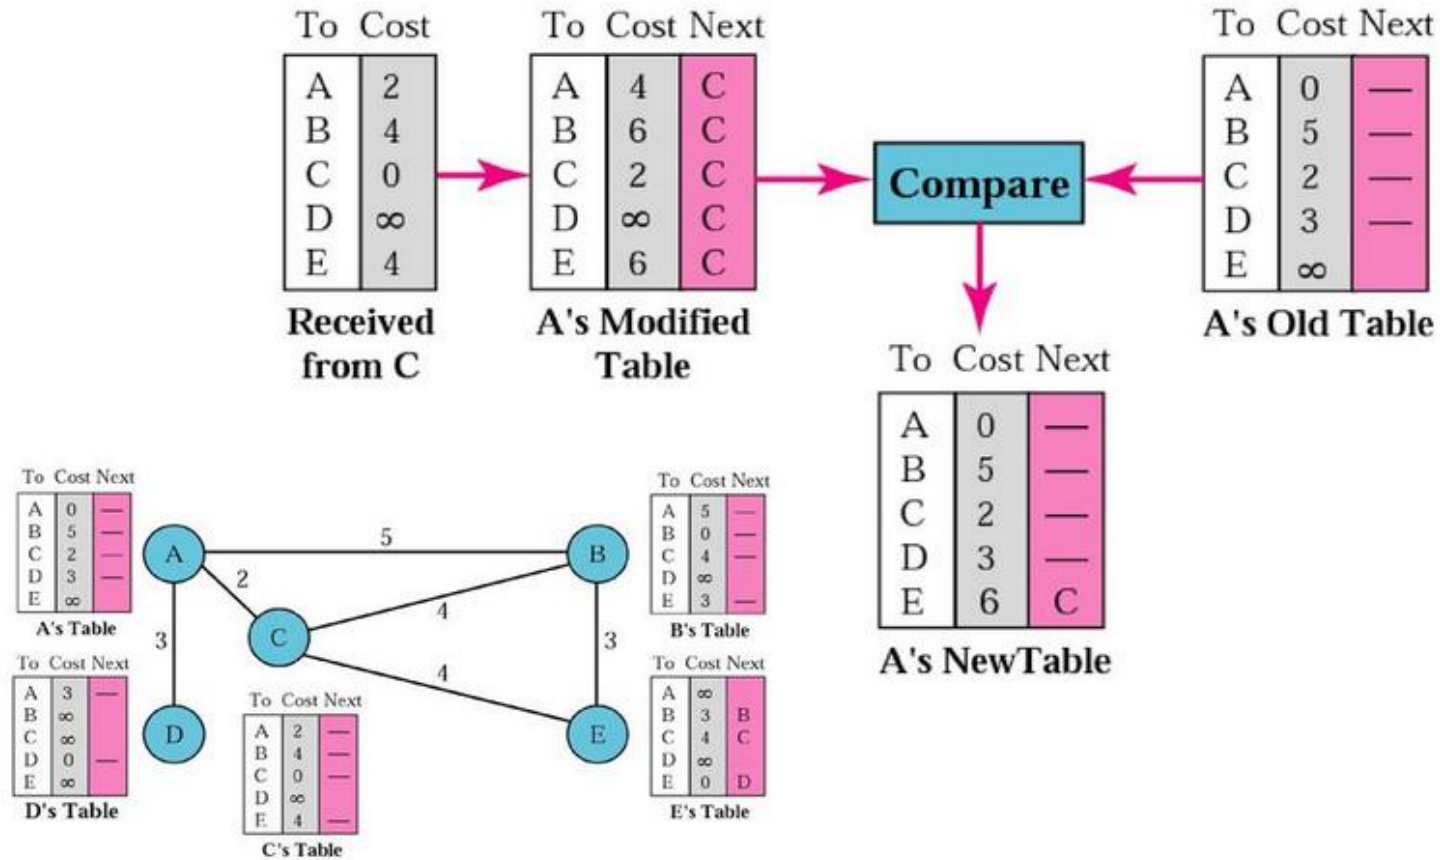 To Cost
A 2
B 4
C 0
D ∞
E 4
Received
from C
To Cost Next
A 4 C
B 6 C
C 2 C
D ∞ C
E 6 C
A's Modified
Table
Compare
To Cost Next
A 0 —
B 5 —
C 2 —
D 3 —
E ∞
A's Old Table
To Cost Next
A 0 —
B 5 —
C 2 —
D 3 —
E 6 C
A's NewTable
To Cost Next
A 0 —
B 5 —
C 2 —
D 3 —
E ∞
A's Table
A
5
B
2
4
C
3
3
4
D
E
To Cost Next
A 5 —
B 0 —
C 4 —
D ∞
E 3 —
B's Table
To Cost Next
A 3 —
B ∞
C ∞
D 0 —
E ∞
D's Table
To Cost Next
A 2 —
B 4 —
C 0 —
D ∞
E 4 —
C's Table
To Cost Next
A ∞
B 3 B
C 4 C
D ∞
E 0 D
E's Table